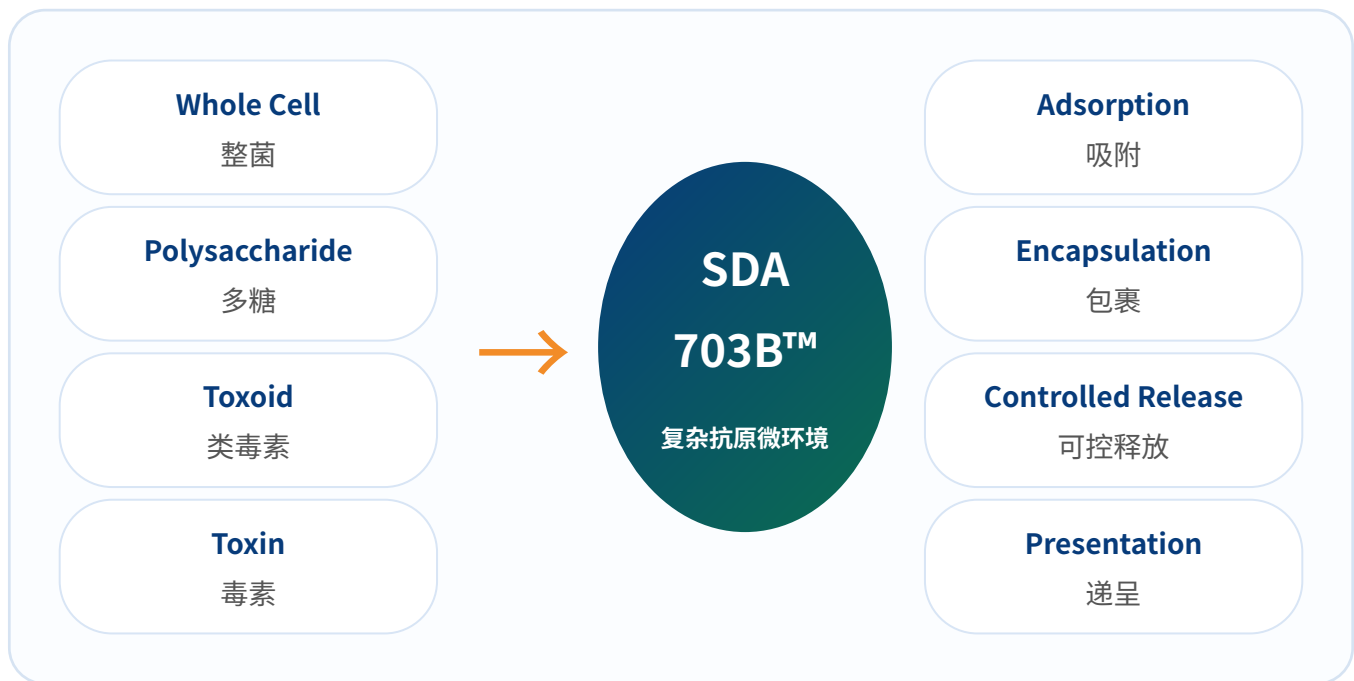 Whole Cell
整菌
Polysaccharide
多糖
Toxoid
类毒素
Toxin
毒素
SDA
703B™
复杂抗原微环境
Adsorption
吸附
Encapsulation
包裹
Controlled Release
可控释放
Presentation
递呈